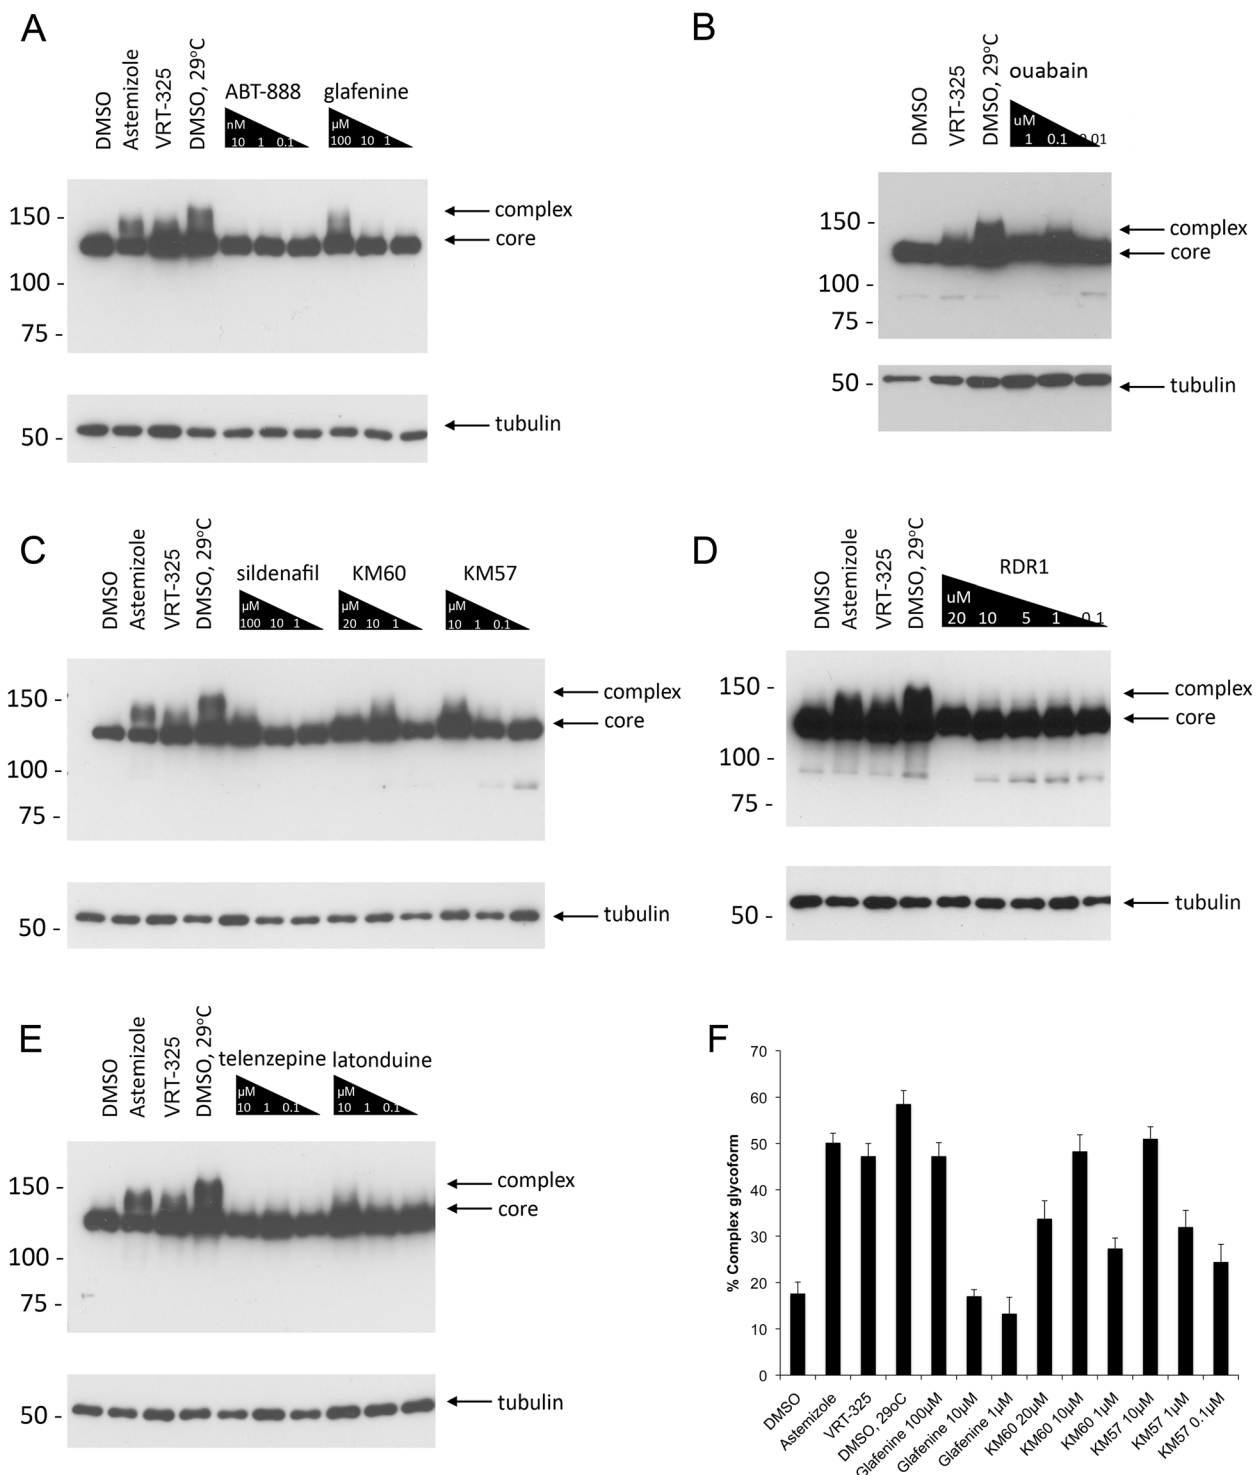 A
DMSO
Astemizole
VRT-325
DMSO, 29°C
ABT-888
nM
10 1 0.1
glafenine
µM
100 10 1
150 -
100 -
75 -
complex
core
50 -
tubulin
B
DMSO
VRT-325
DMSO, 29°C
ouabain
uM
1 0.1 0.01
150 -
100 -
75 -
complex
core
50 -
tubulin
C
DMSO
Astemizole
VRT-325
DMSO, 29°C
sildenafil
µM
100 10 1
KM60
µM
20 10 1
KM57
µM
10 1 0.1
150 -
100 -
75 -
complex
core
50 -
tubulin
D
DMSO
Astemizole
VRT-325
DMSO, 29°C
RDR1
uM
20 10 5 1 0.1
150 -
100 -
75 -
complex
core
50 -
tubulin
E
DMSO
Astemizole
VRT-325
DMSO, 29°C
telenzepine
µM
10 1 0.1
latonduine
µM
10 1 0.1
150 -
100 -
75 -
complex
core
50 -
tubulin
F
% Complex glycoform
70
60
50
40
30
20
10
0
DMSO
Astemizole
VRT-325
DMSO, 29oC
Glafenine 100µM
Glafenine 10µM
Glafenine 1µM
KM60 20µM
KM60 10µM
KM60 1µM
KM57 10µM
KM57 1µM
KM57 0.1µM